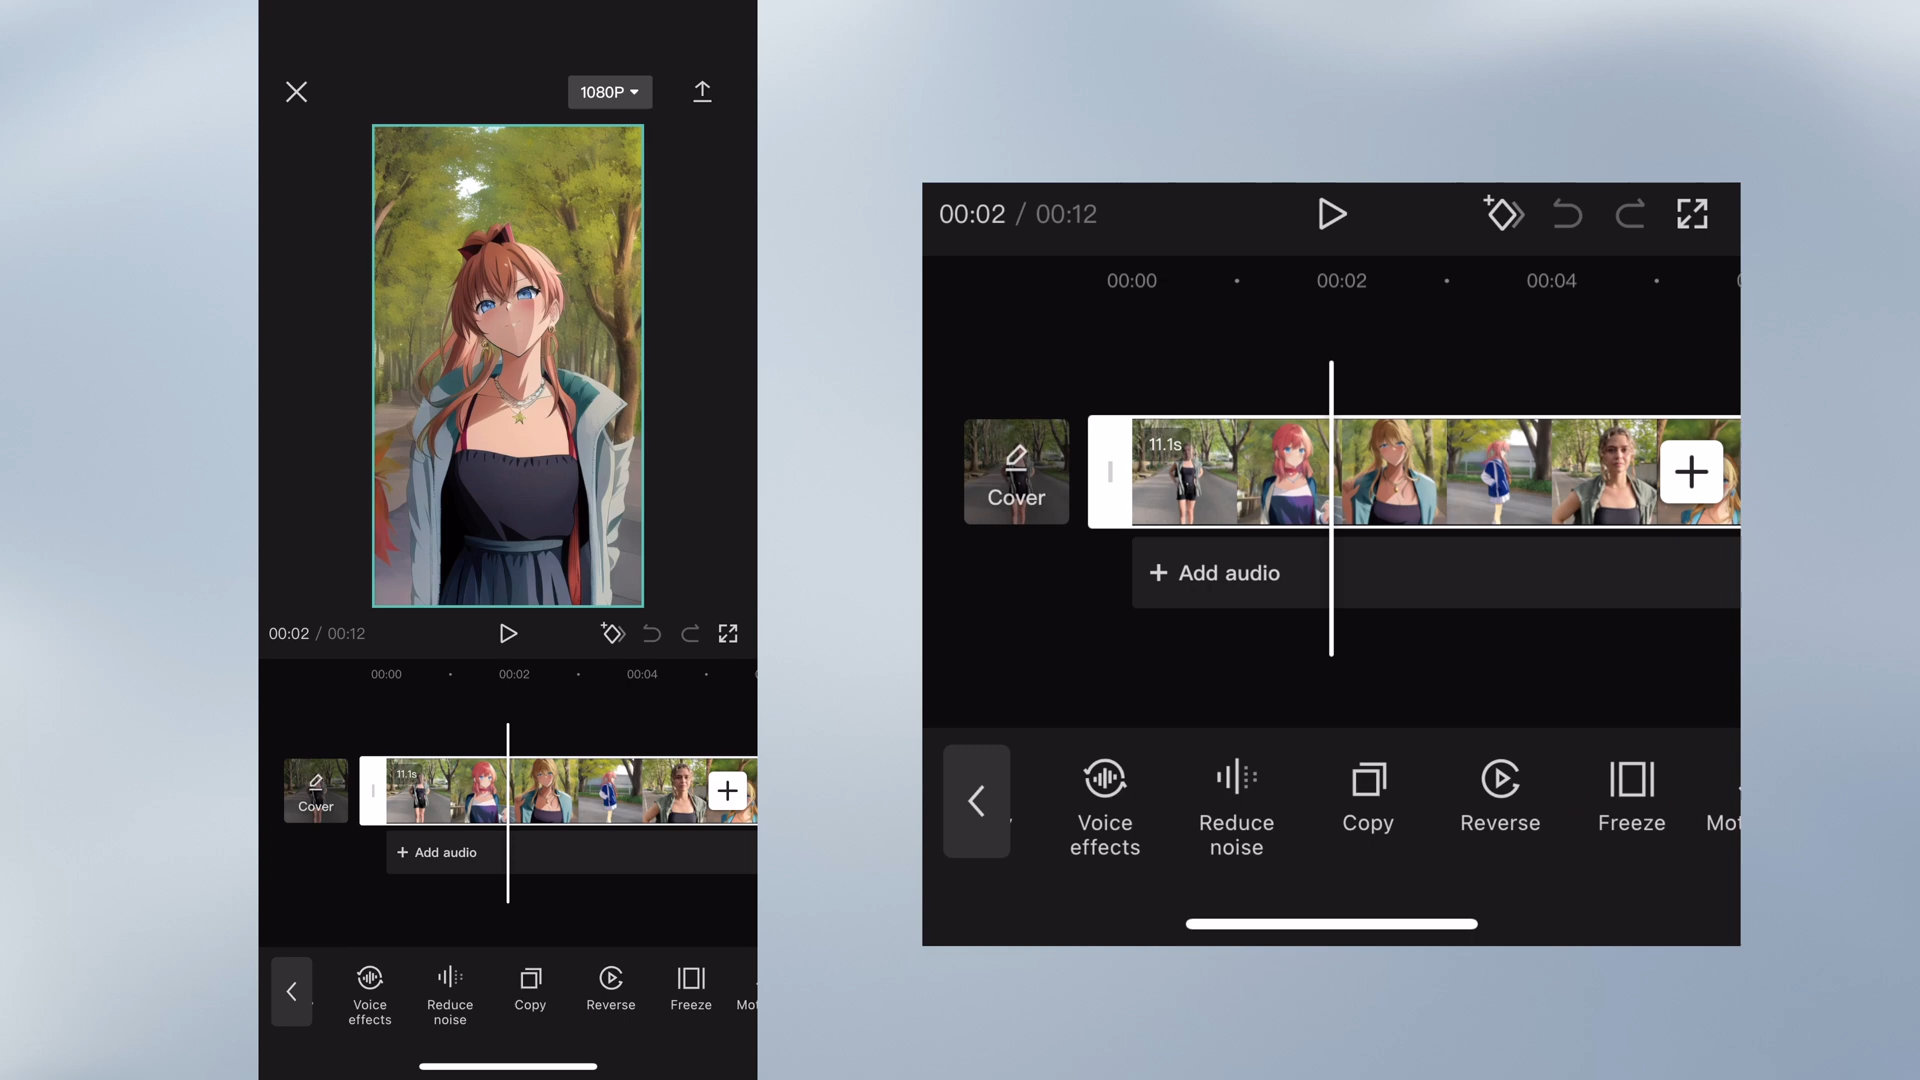 1080P
00:02 / 00:12
00:00
00:02
00:04
11.1s
Cover
+ Add audio
Voice
effects
Reduce
noise
Copy
Reverse
Freeze
Mot
00:02 / 00:12
00:00
00:02
00:04
11.1s
Cover
+ Add audio
Voice
effects
Reduce
noise
Copy
Reverse
Freeze
Mot